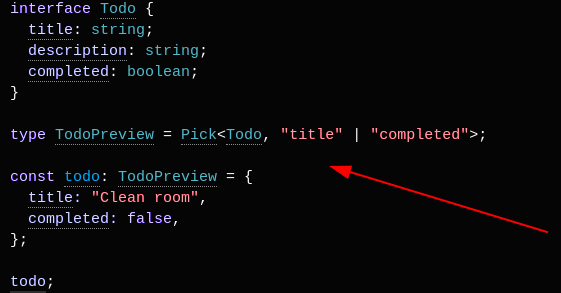 interface Todo {
  title: string;
  description: string;
  completed: boolean;
}
type TodoPreview = Pick<Todo, "title" | "completed">;
const todo: TodoPreview = {
  title: "Clean room",
  completed: false,
};
todo;